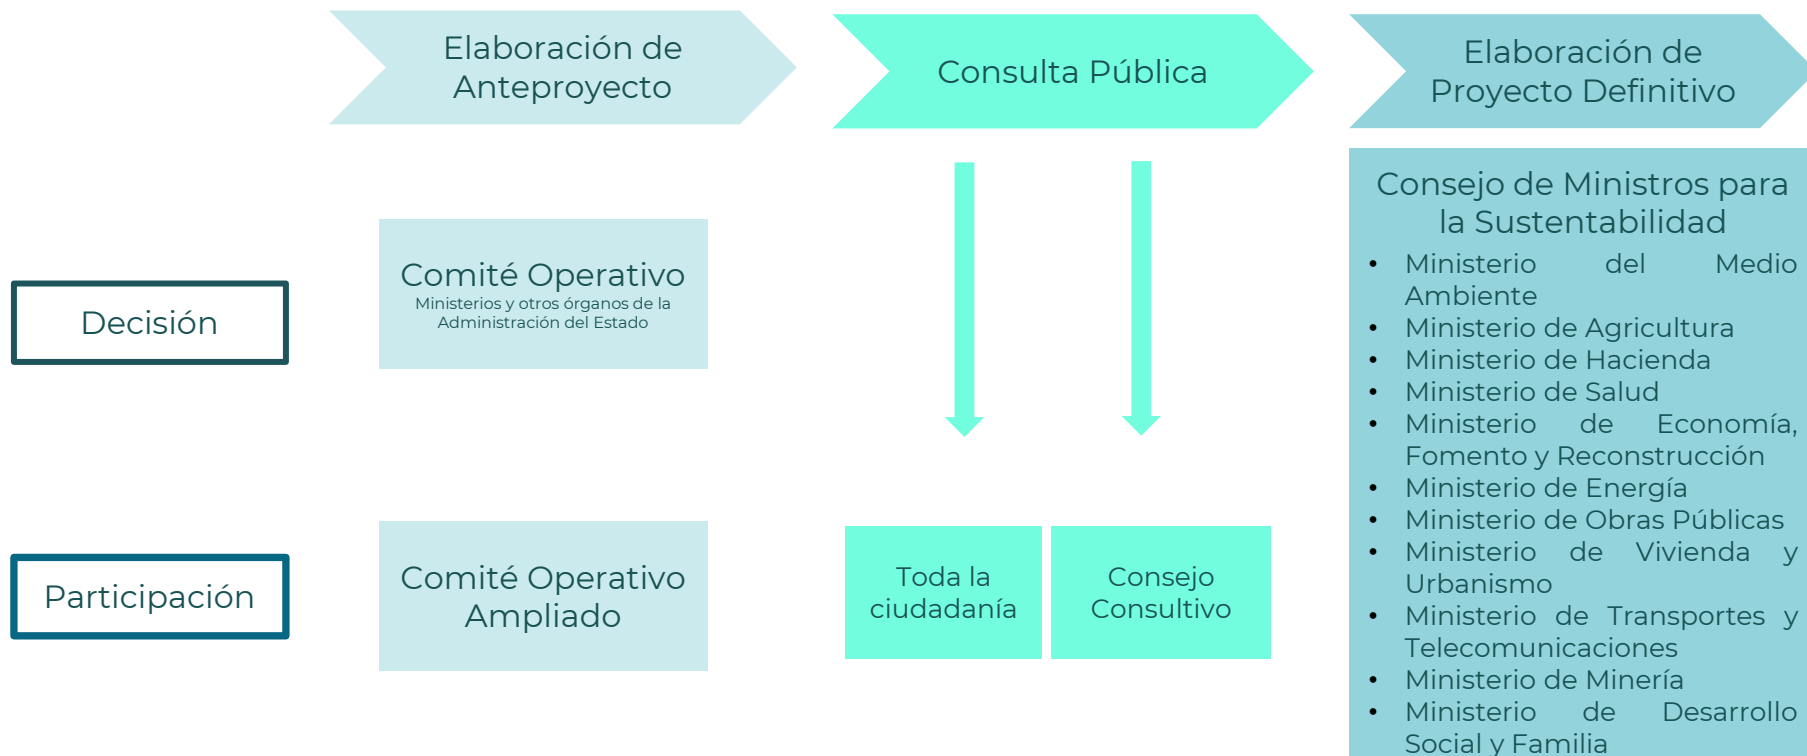 Elaboración de
Anteproyecto
Consulta Pública
Elaboración de
Proyecto Definitivo
Decisión
Comité Operativo
Ministerios y otros órganos de la
Administración del Estado
Participación
Comité Operativo
Ampliado
Toda la
ciudadanía
Consejo
Consultivo
Consejo de Ministros para
la Sustentabilidad
• Ministerio del Medio
Ambiente
• Ministerio de Agricultura
• Ministerio de Hacienda
• Ministerio de Salud
• Ministerio de Economía,
Fomento y Reconstrucción
• Ministerio de Energía
• Ministerio de Obras Públicas
• Ministerio de Vivienda y
Urbanismo
• Ministerio de Transportes y
Telecomunicaciones
• Ministerio de Minería
• Ministerio de Desarrollo
Social y Familia